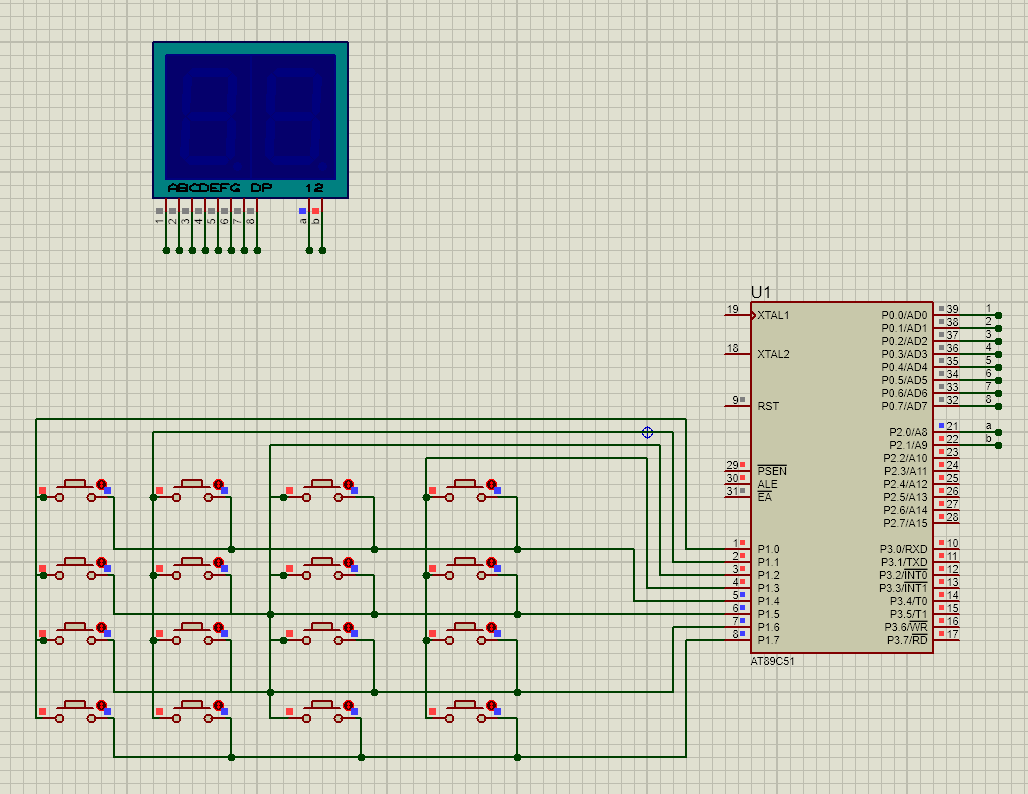 ABCDEFG DP 12
1 2 3 4 5 6 7 8 a b
U1
19 XTAL1 P0.0/AD0 39 1
P0.1/AD1 38 2
P0.2/AD2 37 3
18 XTAL2 P0.3/AD3 36 4
P0.4/AD4 35 5
P0.5/AD5 34 6
P0.6/AD6 33 7
9 RST P0.7/AD7 32 8
P2.0/A8 21 a
P2.1/A9 22 b
P2.2/A10 23
29 PSEN P2.3/A11 24
30 ALE P2.4/A12 25
31 EA P2.5/A13 26
P2.6/A14 27
P2.7/A15 28
1 P1.0 P3.0/RXD 10
2 P1.1 P3.1/TXD 11
3 P1.2 P3.2/INT0 12
4 P1.3 P3.3/INT1 13
5 P1.4 P3.4/T0 14
6 P1.5 P3.5/T1 15
7 P1.6 P3.6/WR 16
8 P1.7 P3.7/RD 17
AT89C51